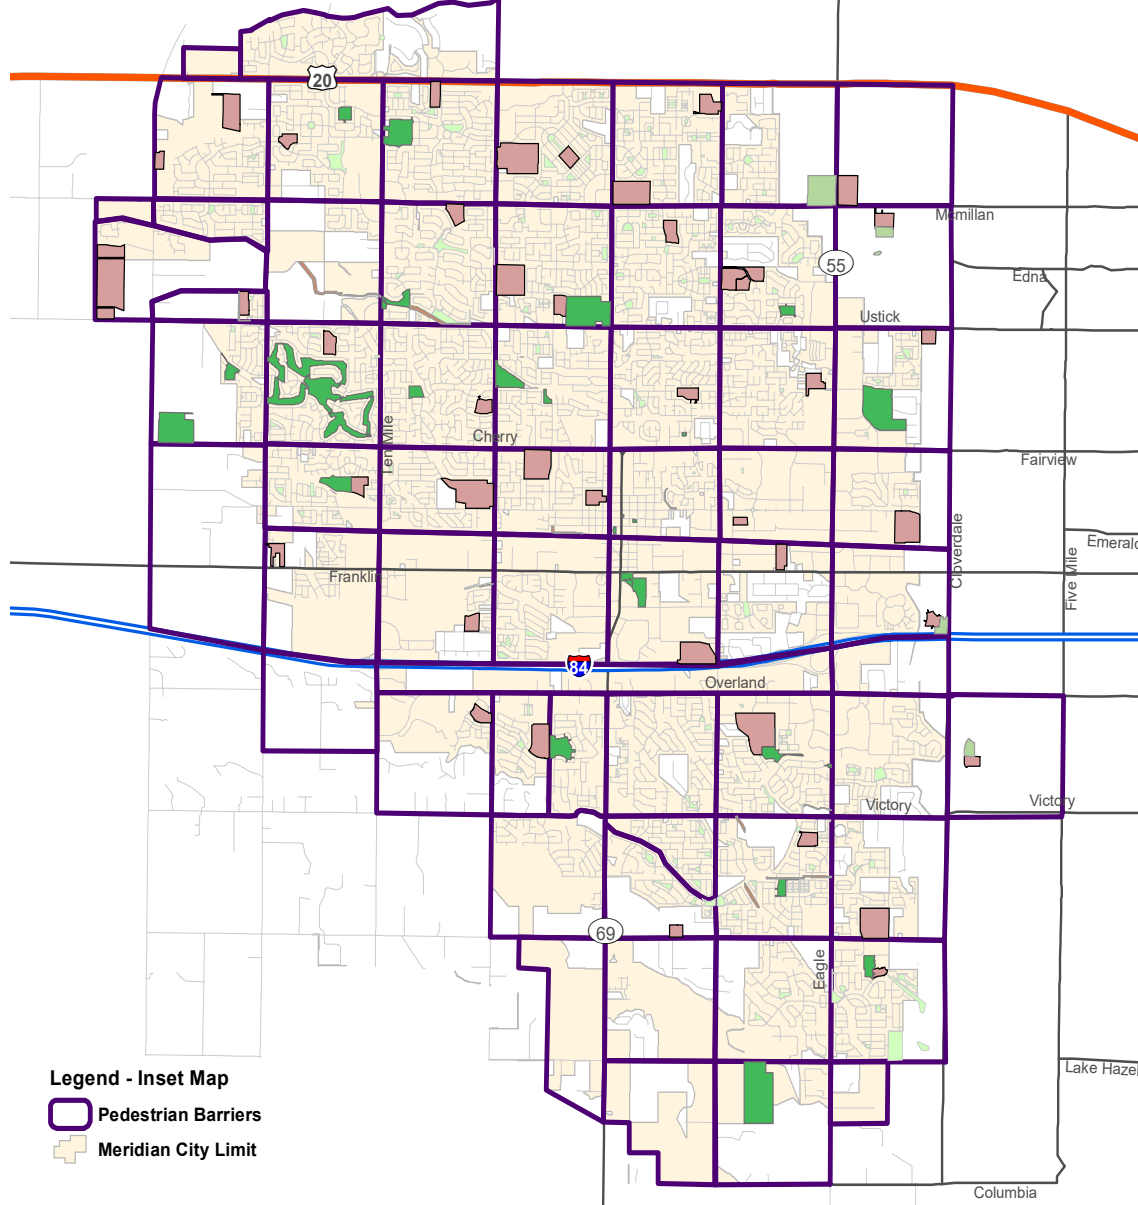 20
Mcmillan
55
Edna
Ustick
Ten Mile
Cherry
Fairview
Cloverdale
Emerald
Five Mile
Franklin
84
Overland
Victory
Victory
69
Eagle
Lake Hazel
Legend - Inset Map
Pedestrian Barriers
Meridian City Limit
Columbia